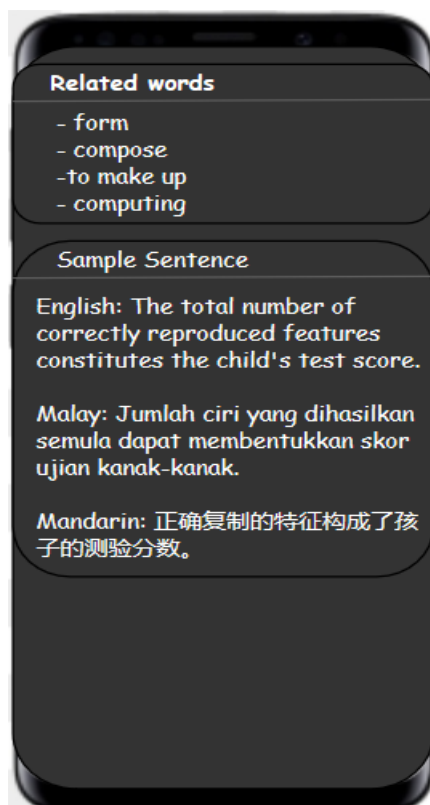 Related words
- form
- compose
-to make up
- computing
Sample Sentence
English: The total number of
correctly reproduced features
constitutes the child's test score.
Malay: Jumlah ciri yang dihasilkan
semula dapat membentukkan skor
ujian kanak-kanak.
Mandarin: 正确复制的特征构成了孩
子的测验分数。